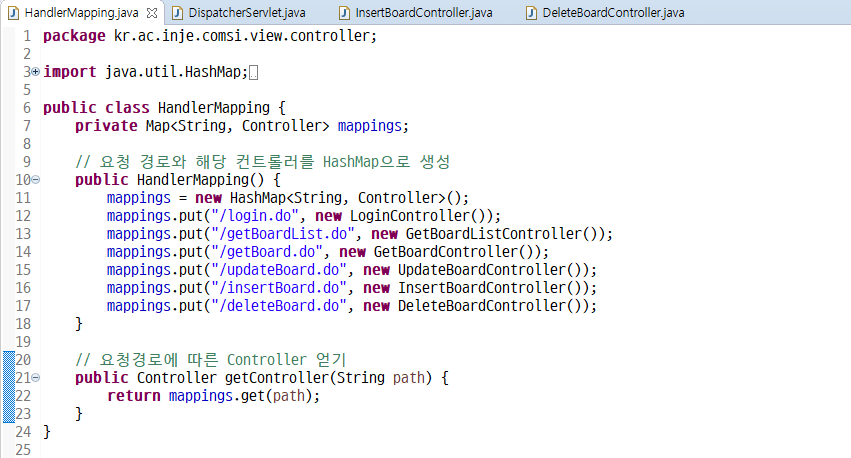 HandlerMapping.java DispatcherServlet.java InsertBoardController.java DeleteBoardController.java
1 package kr.ac.inje.comsi.view.controller;
2
3 import java.util.HashMap;
5
6 public class HandlerMapping {
7 private Map<String, Controller> mappings;
8
9 // 요청 경로와 해당 컨트롤러를 HashMap으로 생성
10 public HandlerMapping() {
11 mappings = new HashMap<String, Controller>();
12 mappings.put("/login.do", new LoginController());
13 mappings.put("/getBoardList.do", new GetBoardListController());
14 mappings.put("/getBoard.do", new GetBoardController());
15 mappings.put("/updateBoard.do", new UpdateBoardController());
16 mappings.put("/insertBoard.do", new InsertBoardController());
17 mappings.put("/deleteBoard.do", new DeleteBoardController());
18 }
19
20 // 요청경로에 따른 Controller 얻기
21 public Controller getController(String path) {
22 return mappings.get(path);
23 }
24 }
25